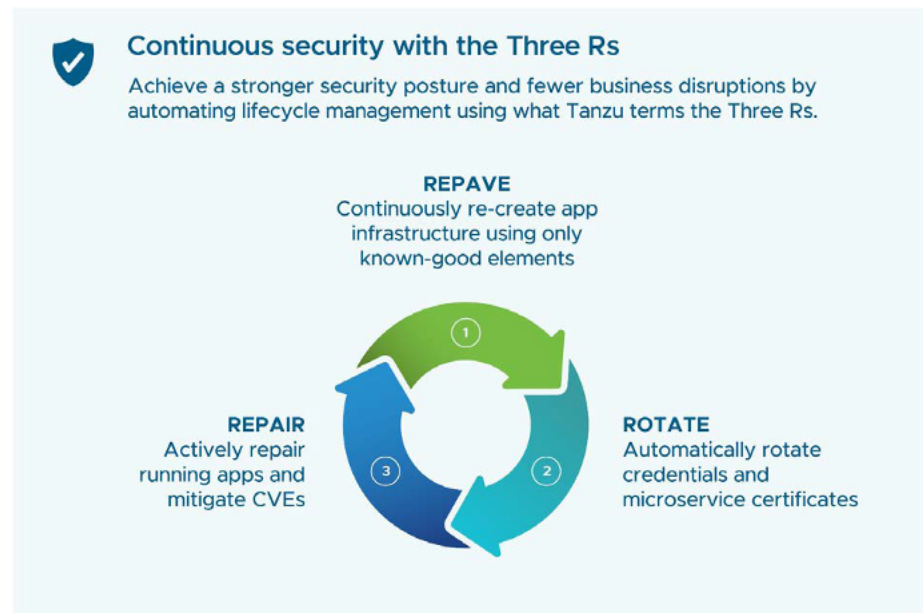 Continuous security with the Three Rs
Achieve a stronger security posture and fewer business disruptions by
automating lifecycle management using what Tanzu terms the Three Rs.
REPAVE
Continuously re-create app
infrastructure using only
known-good elements
1
REPAIR
Actively repair
running apps and
mitigate CVEs
3
2
ROTATE
Automatically rotate
credentials and
microservice certificates